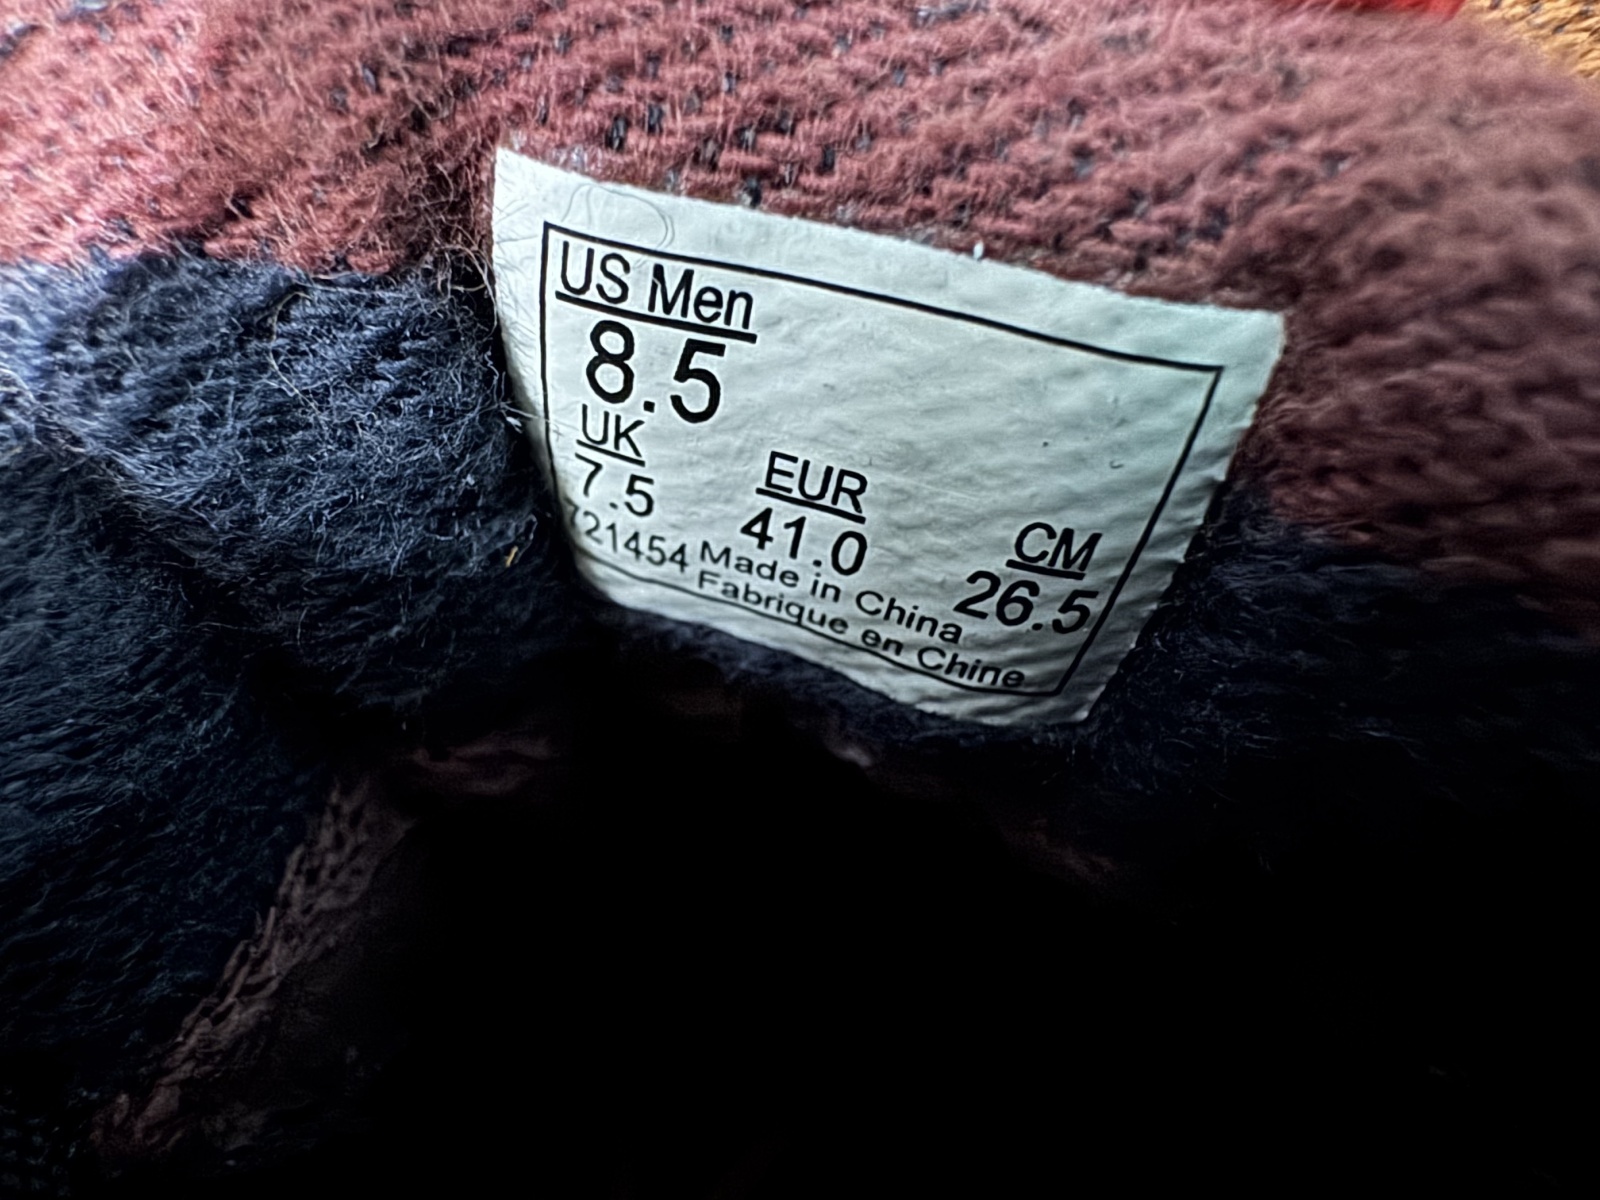 US Men
8.5
UK
7.5
EUR
41.0
CM
26.5
721454
Made in China
Fabrique en Chine